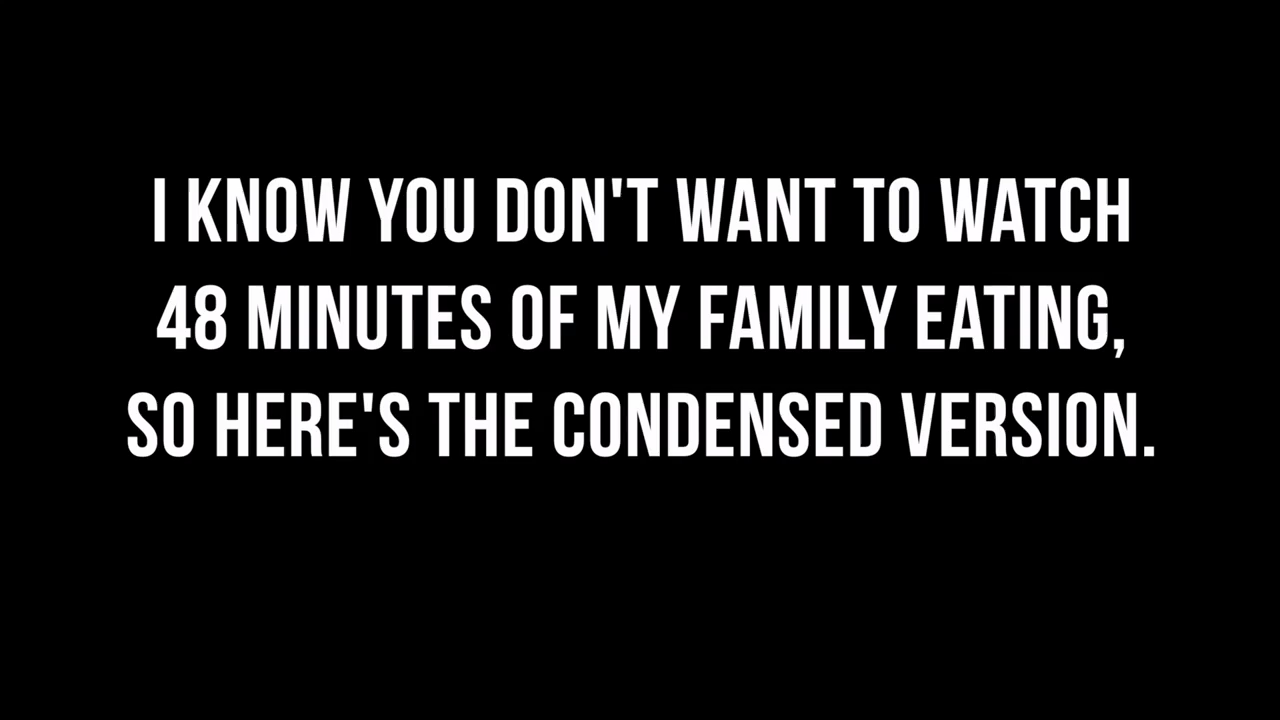 I KNOW YOU DON'T WANT TO WATCH
48 MINUTES OF MY FAMILY EATING,
SO HERE'S THE CONDENSED VERSION.